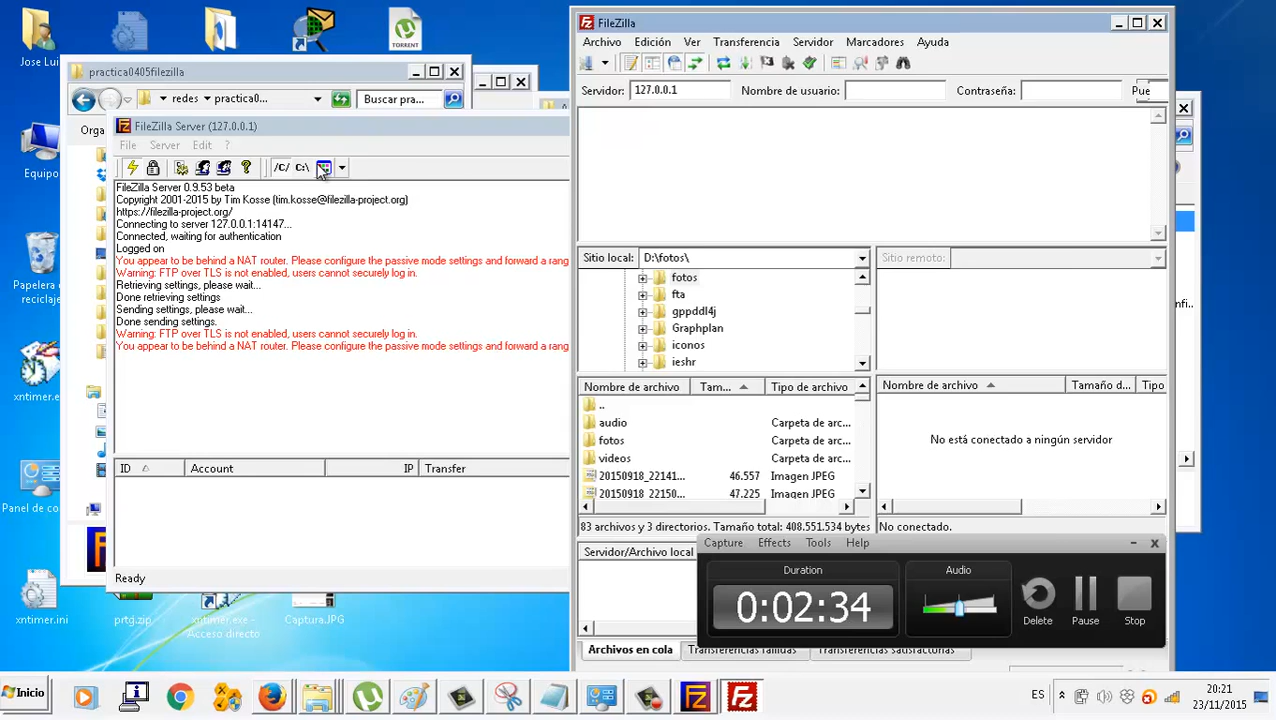 Jose Lui
TORRENT
practica0405filezilla
redes
practica0...
Buscar pra...
Orga
FileZilla Server (127.0.0.1)
File
Server
Edit
?
/C/
C:\
FileZilla Server 0.9.53 beta
Copyright 2001-2015 by Tim Kosse (tim.kosse@filezilla-project.org)
https://filezilla-project.org/
Connecting to server 127.0.0.1:14147...
Connected, waiting for authentication
Logged on
You appear to be behind a NAT router. Please configure the passive mode settings and forward a rang
Warning: FTP over TLS is not enabled, users cannot securely log in.
Retrieving settings, please wait...
Done retrieving settings
Sending settings, please wait...
Done sending settings.
Warning: FTP over TLS is not enabled, users cannot securely log in.
You appear to be behind a NAT router. Please configure the passive mode settings and forward a rang
ID
Account
IP
Transfer
Ready
Equipo
Papelera
reciclaje
xntimer.e
Panel de co
xntimer.ini
prtg.zip
xntimer.exe -
Acceso directo
Captura.JPG
FileZilla
Archivo
Edición
Ver
Transferencia
Servidor
Marcadores
Ayuda
Servidor:
127.0.0.1
Nombre de usuario:
Contraseña:
Pue
Sitio local:
D:\fotos\
fotos
fta
gppddl4j
Graphplan
iconos
ieshr
Nombre de archivo
Tam...
Tipo de archivo
..
audio
Carpeta de arc...
fotos
Carpeta de arc...
videos
Carpeta de arc...
20150918_22141...
46.557
Imagen JPEG
20150918_22150...
47.225
Imagen JPEG
83 archivos y 3 directorios. Tamaño total: 408.551.534 bytes
Sitio remoto:
Nombre de archivo
Tamaño d...
Tipo
No está conectado a ningún servidor
No conectado.
Servidor/Archivo local
Archivos en cola
Transferencias fallidas
Transferencias satisfactorias
nfi..
Capture
Effects
Tools
Help
Duration
0:02:34
Audio
Delete
Pause
Stop
Inicio
ES
20:21
23/11/2015